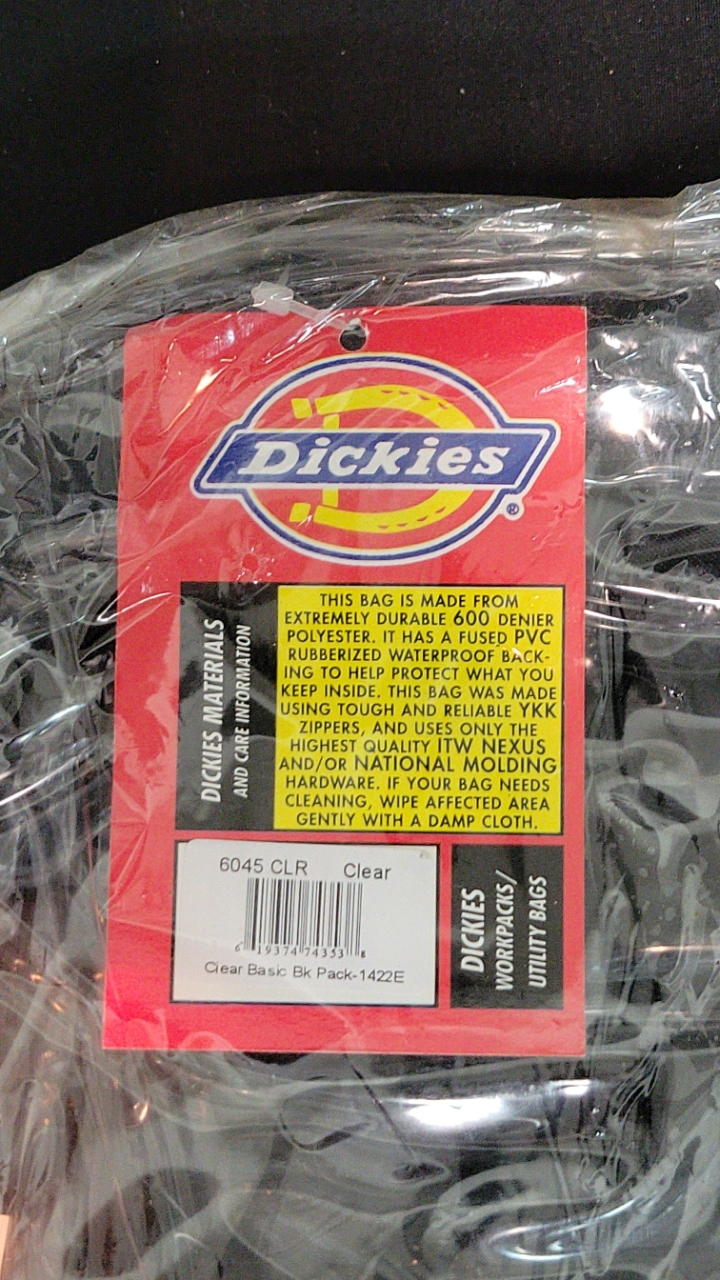 Dickies
®
DICKIES MATERIALS
AND CARE INFORMATION
THIS BAG IS MADE FROM
EXTREMELY DURABLE 600 DENIER
POLYESTER. IT HAS A FUSED PVC
RUBBERIZED WATERPROOF BACK-
ING TO HELP PROTECT WHAT YOU
KEEP INSIDE. THIS BAG WAS MADE
USING TOUGH AND RELIABLE YKK
ZIPPERS, AND USES ONLY THE
HIGHEST QUALITY ITW NEXUS
AND/OR NATIONAL MOLDING
HARDWARE. IF YOUR BAG NEEDS
CLEANING, WIPE AFFECTED AREA
GENTLY WITH A DAMP CLOTH.
6045 CLR Clear
6 19374 74353 8
Clear Basic Bk Pack-1422E
DICKIES
WORKPACKS/
UTILITY BAGS